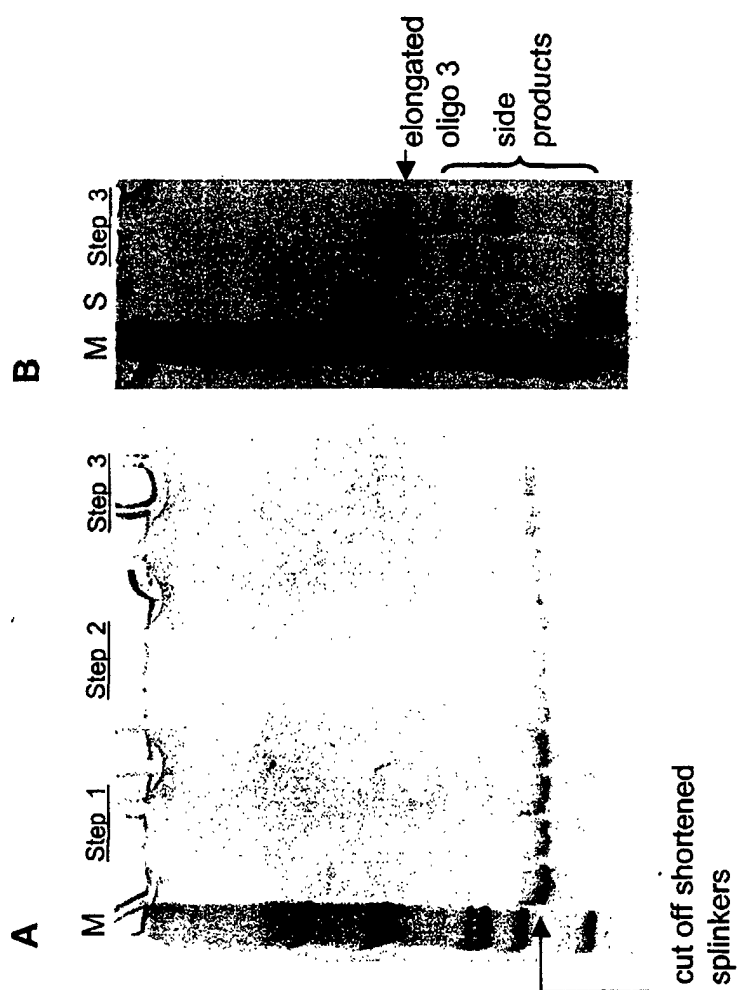 A
M
Step 1
Step 2
Step 3
cut off shortened
splinkers
B
M S Step 3
elongated
oligo 3
side
products